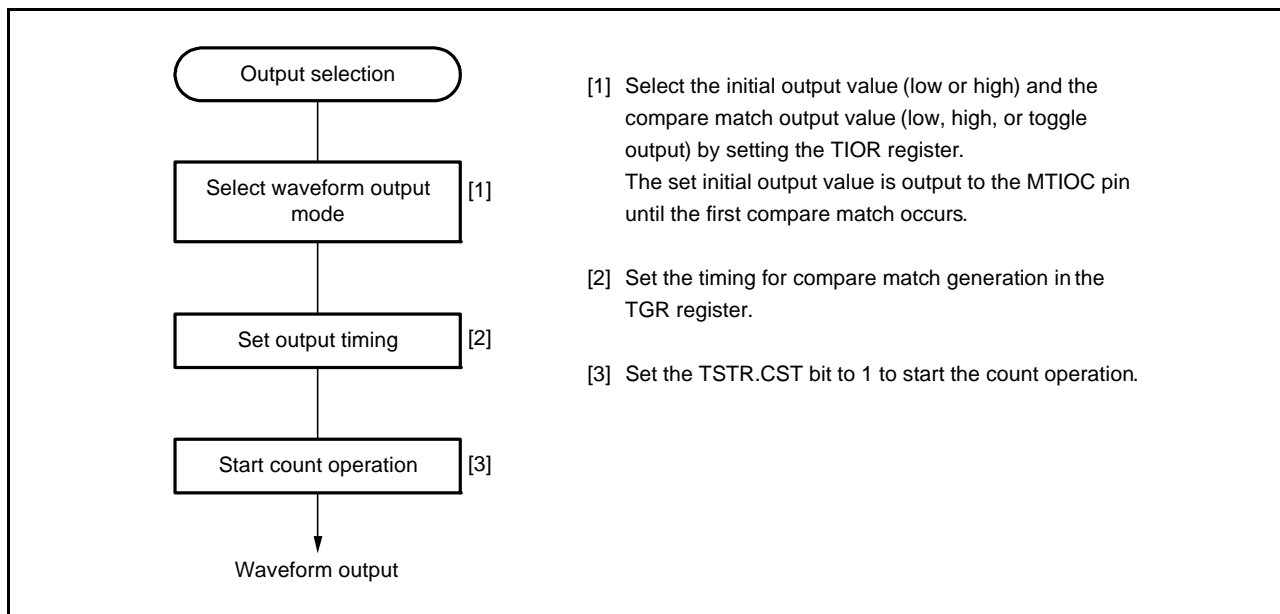 Output selection
Select waveform output
mode
[1]
Set output timing
[2]
Start count operation
[3]
Waveform output
[1] Select the initial output value (low or high) and the
compare match output value (low, high, or toggle
output) by setting the TIOR register.
The set initial output value is output to the MTIOC pin
until the first compare match occurs.
[2] Set the timing for compare match generation in the
TGR register.
[3] Set the TSTR.CST bit to 1 to start the count operation.